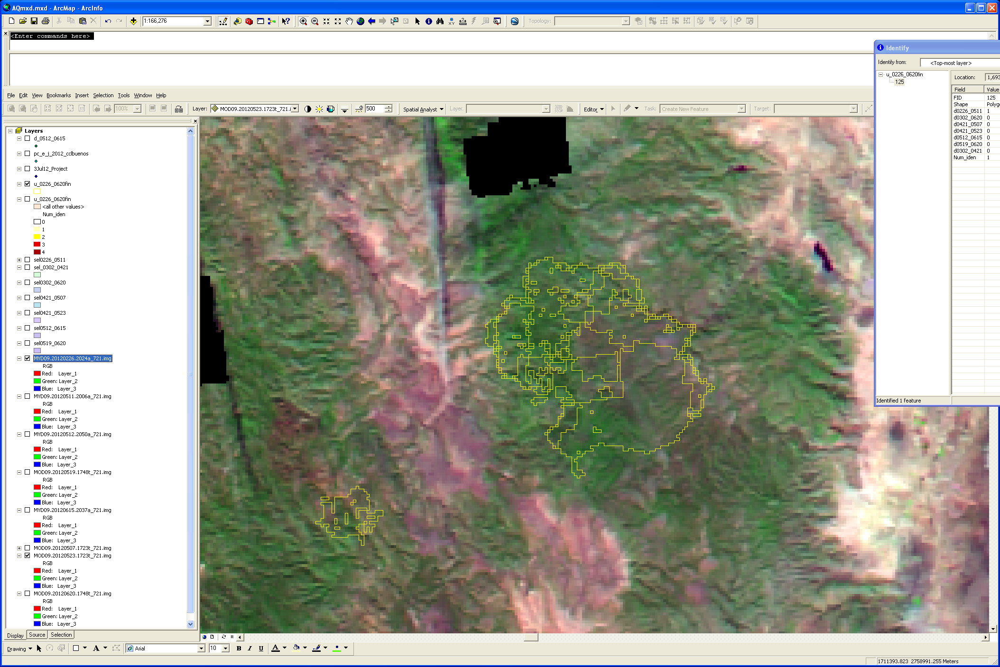 AQmxd.mxd - ArcMap - ArcInfo
1:166,276
Topology:
<Enter commands here>
File Edit View Bookmarks Insert Selection Tools Window Help
100%
Layer: MOD09.20120523.1723t_721.i
500
Spatial Analyst
Layer:
Editor
Task: Create New Feature
Target:
Layers
d_0512_0615
pc_e_j_2012_cclbuenos
3Jul12_Project
u_0226_0620fin
u_0226_0620fin
<all other values>
Num_iden
0
1
2
3
4
sel0226_0511
sel_0302_0421
sel0302_0620
sel0421_0507
sel0421_0523
sel0512_0615
sel0519_0620
MYD09.20120226.2024a_721.img
RGB
Red: Layer_1
Green: Layer_2
Blue: Layer_3
MYD09.20120511.2006a_721.img
RGB
Red: Layer_1
Green: Layer_2
Blue: Layer_3
MYD09.20120512.2050a_721.img
RGB
Red: Layer_1
Green: Layer_2
Blue: Layer_3
MOD09.20120519.1748t_721.img
RGB
Red: Layer_1
Green: Layer_2
Blue: Layer_3
MYD09.20120615.2037a_721.img
RGB
Red: Layer_1
Green: Layer_2
Blue: Layer_3
MOD09.20120507.1723t_721.img
MOD09.20120523.1723t_721.img
RGB
Red: Layer_1
Green: Layer_2
Blue: Layer_3
MOD09.20120620.1748t_721.img
RGB
Red: Layer_1
Green: Layer_2
Blue: Layer_3
Display Source Selection
Identify
Identify from: <Top-most layer>
u_0226_0620fin
125
Location: 1,693
Field Value
FID 125
Shape Polyg
d0226_0511 1
d0302_0620 0
d0421_0507 0
d0421_0523 0
d0512_0615 0
d0519_0620 0
d0302_0421 0
Num_iden 1
Identified 1 feature
Drawing A Arial 10 B I U A
1711393.823 2758991.255 Meters